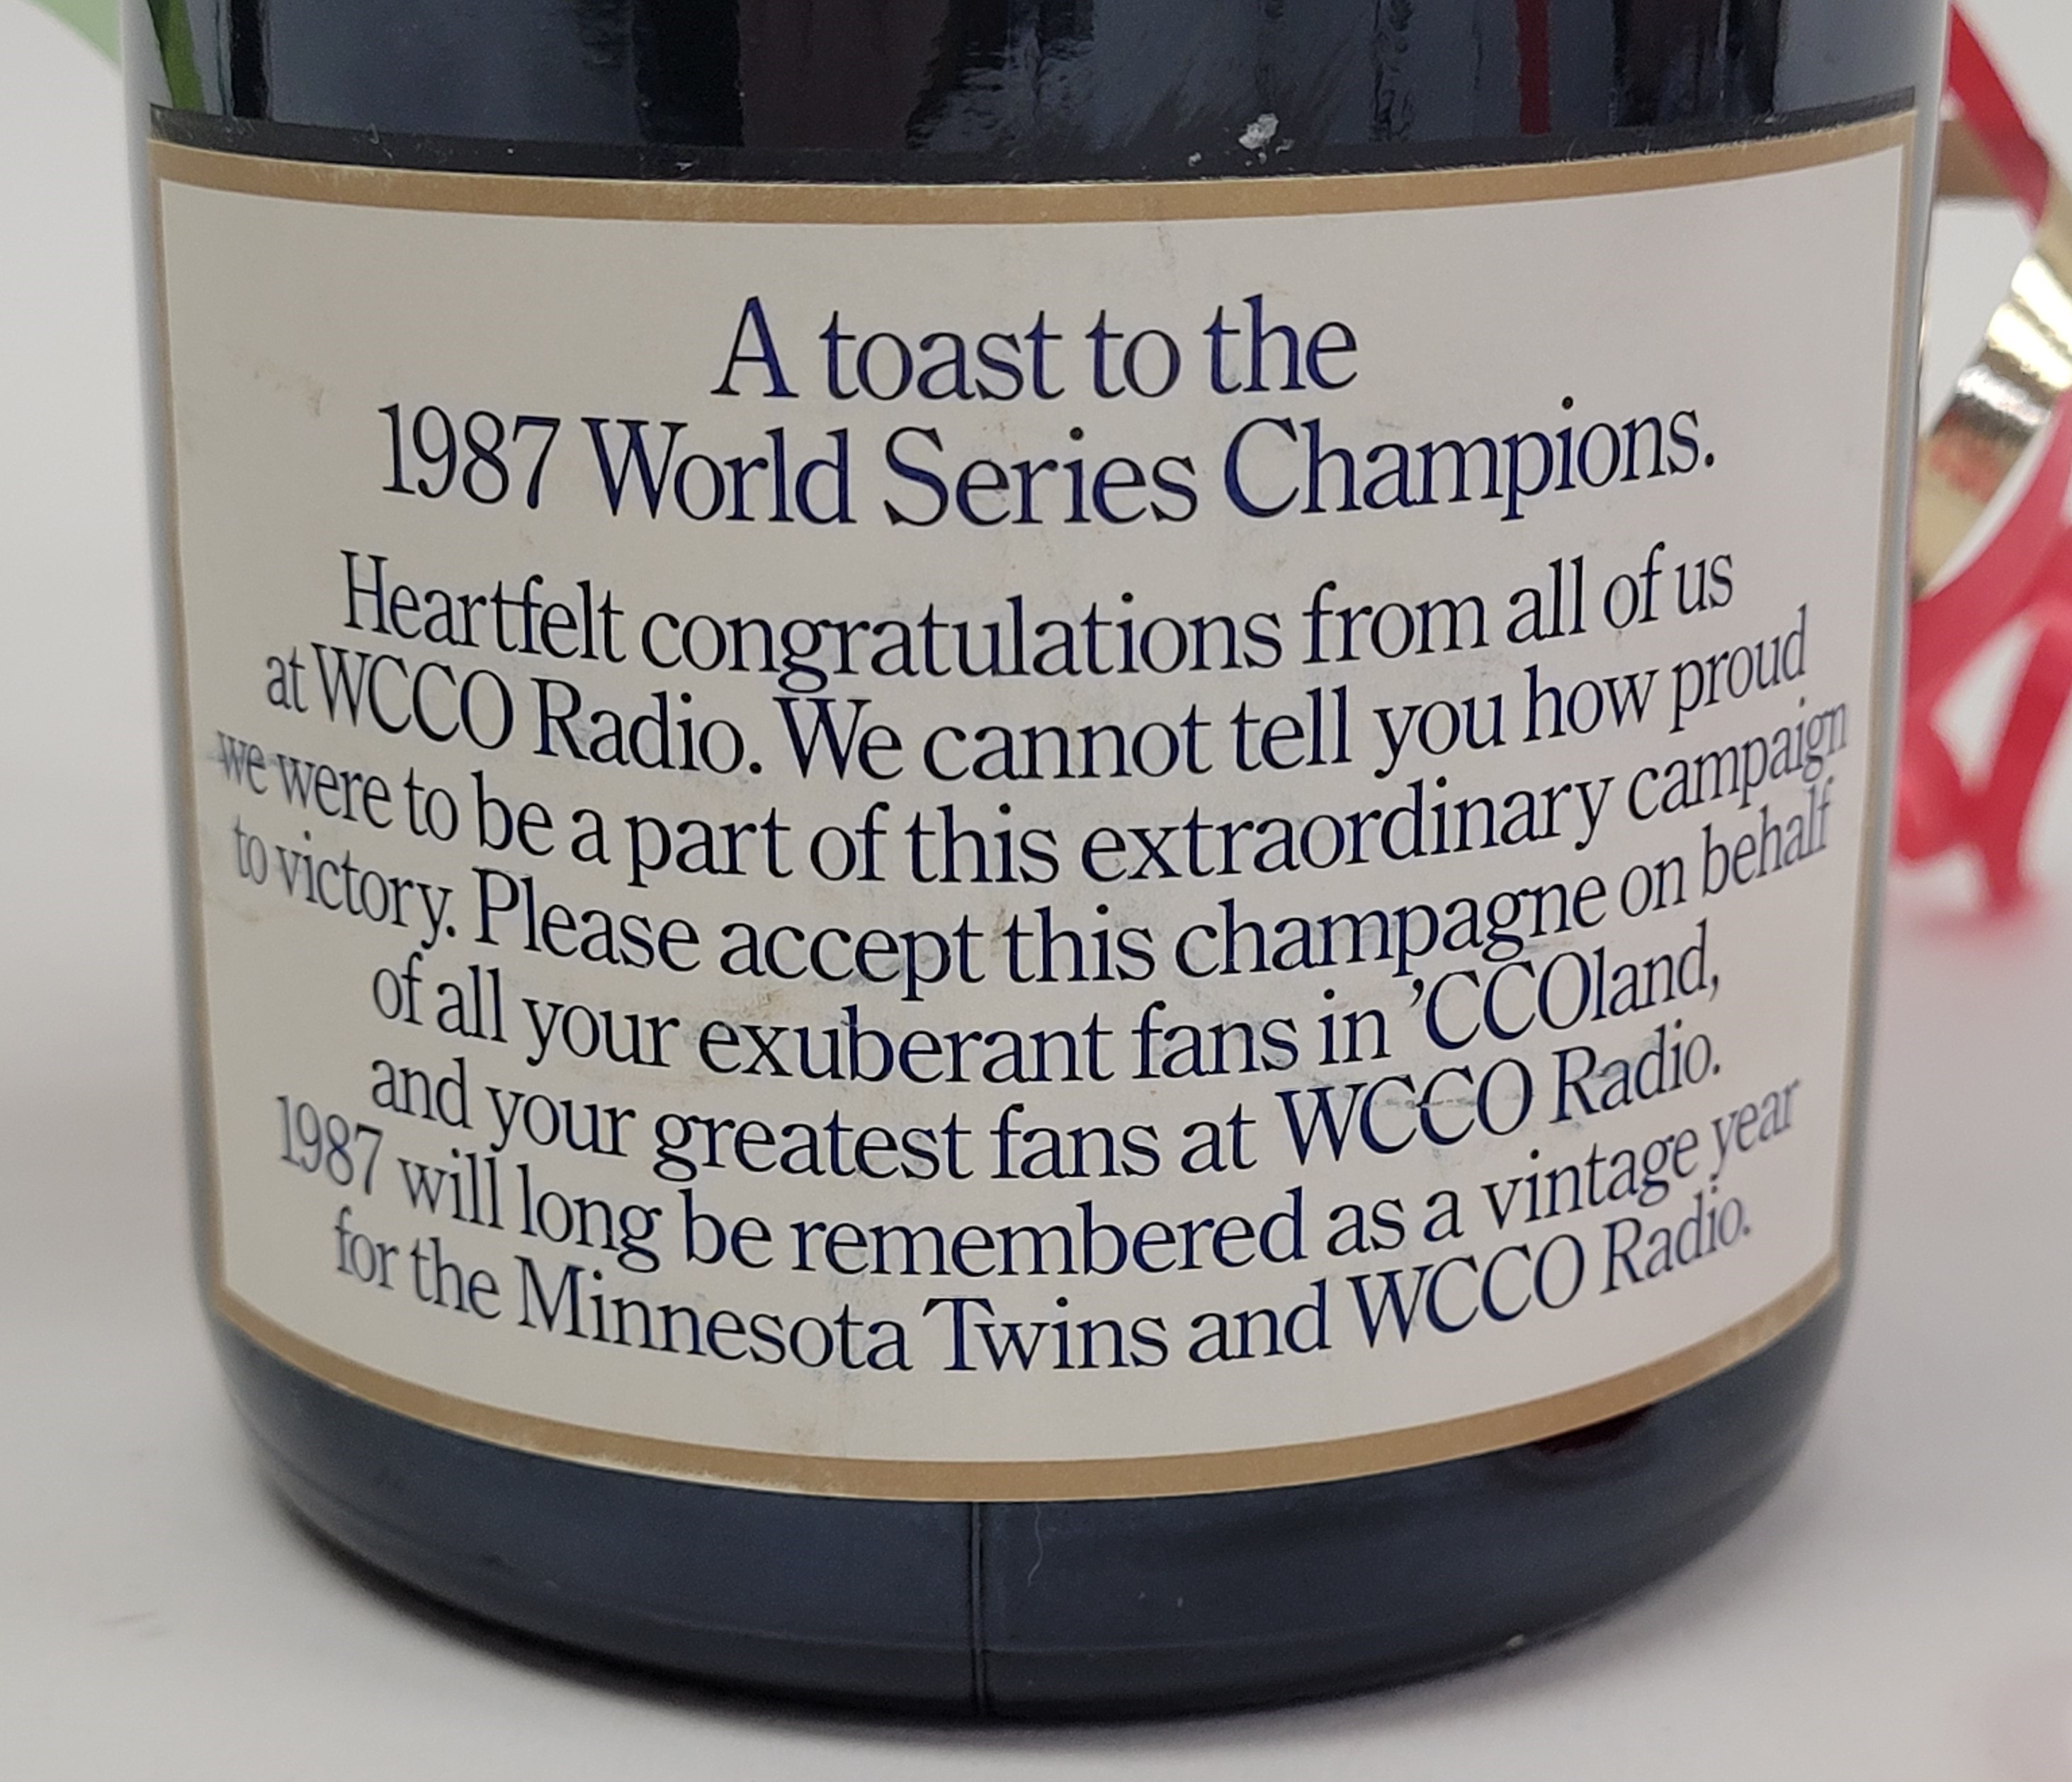 A toast to the
1987 World Series Champions.
Heartfelt congratulations from all of us
at WCCO Radio. We cannot tell you how proud
we were to be a part of this extraordinary campaign
to victory. Please accept this champagne on behalf
of all your exuberant fans in 'CCOland,
and your greatest fans at WCCO Radio.
1987 will long be remembered as a vintage year
for the Minnesota Twins and WCCO Radio.